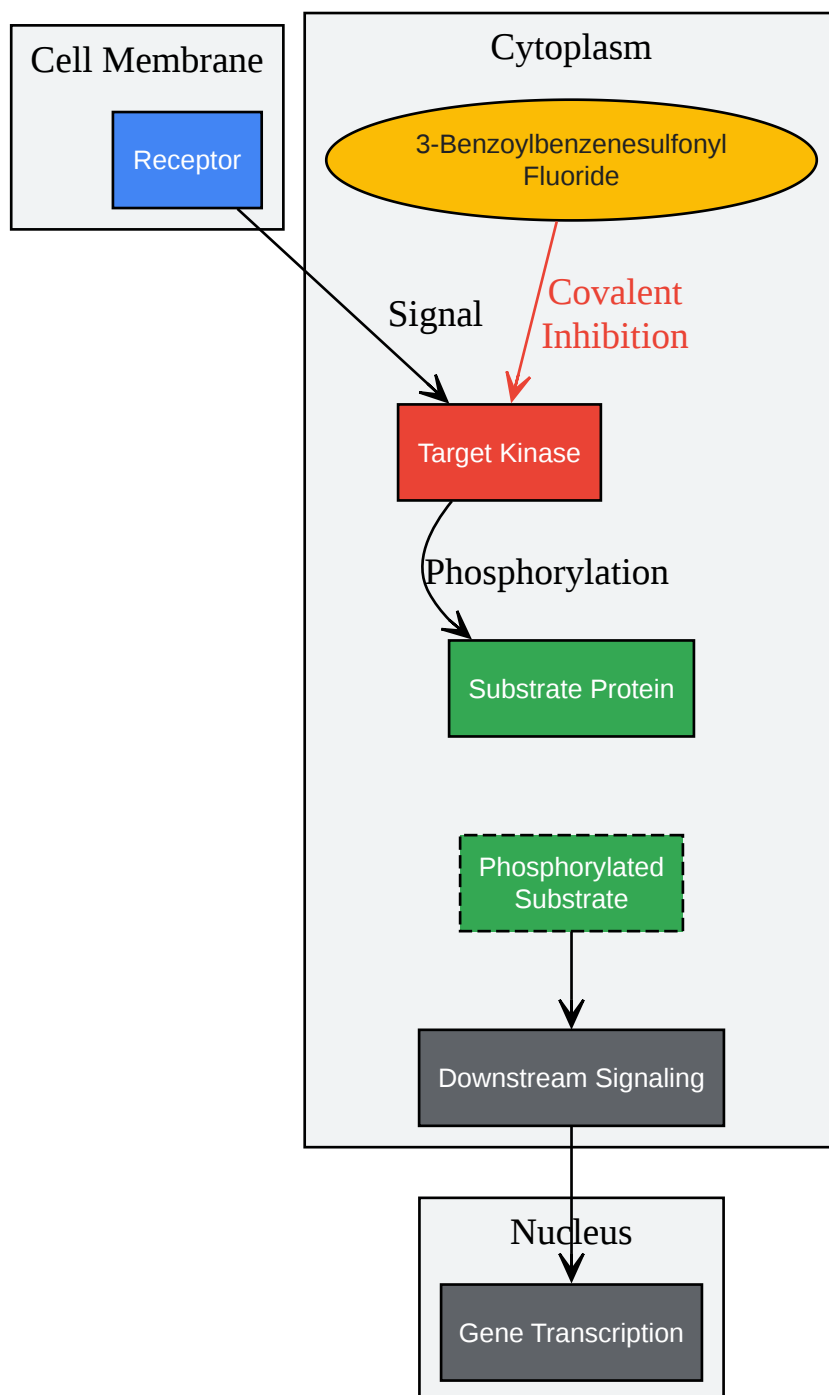 Cell Membrane
Receptor
Cytoplasm
3-Benzoylbenzenesulfonyl
Fluoride
Signal
Covalent
Inhibition
Target Kinase
Phosphorylation
Substrate Protein
Phosphorylated
Substrate
Downstream Signaling
Nucleus
Gene Transcription